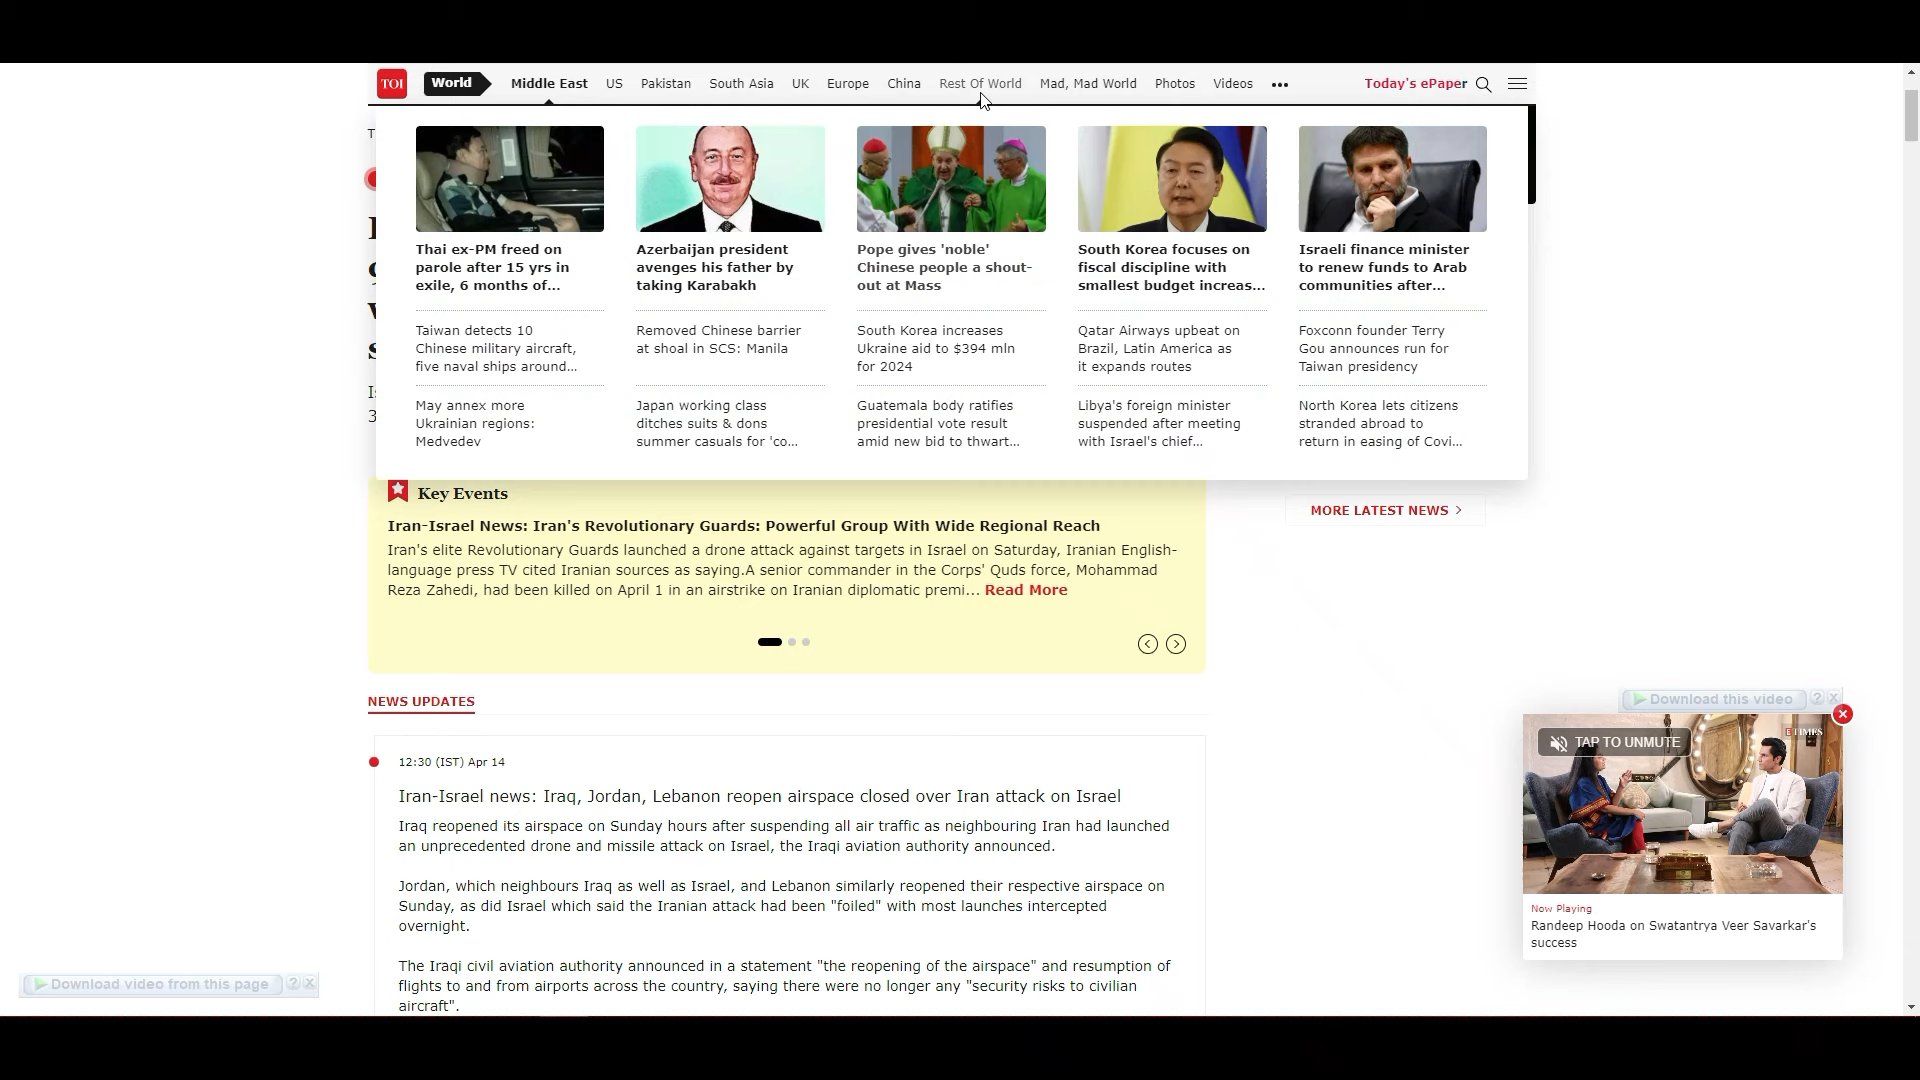 TOI
World
Middle East
US
Pakistan
South Asia
UK
Europe
China
Rest Of World
Mad, Mad World
Photos
Videos
Today's ePaper
Thai ex-PM freed on
parole after 15 yrs in
exile, 6 months of...
Azerbaijan president
avenges his father by
taking Karabakh
Pope gives 'noble'
Chinese people a shout-
out at Mass
South Korea focuses on
fiscal discipline with
smallest budget increas...
Israeli finance minister
to renew funds to Arab
communities after...
Taiwan detects 10
Chinese military aircraft,
five naval ships around...
Removed Chinese barrier
at shoal in SCS: Manila
South Korea increases
Ukraine aid to $394 mln
for 2024
Qatar Airways upbeat on
Brazil, Latin America as
it expands routes
Foxconn founder Terry
Gou announces run for
Taiwan presidency
May annex more
Ukrainian regions:
Medvedev
Japan working class
ditches suits & dons
summer casuals for 'co...
Guatemala body ratifies
presidential vote result
amid new bid to thwart...
Libya's foreign minister
suspended after meeting
with Israel's chief...
North Korea lets citizens
stranded abroad to
return in easing of Covi...
Key Events
Iran-Israel News: Iran's Revolutionary Guards: Powerful Group With Wide Regional Reach
Iran's elite Revolutionary Guards launched a drone attack against targets in Israel on Saturday, Iranian English-
language press TV cited Iranian sources as saying.A senior commander in the Corps' Quds force, Mohammad
Reza Zahedi, had been killed on April 1 in an airstrike on Iranian diplomatic premi... Read More
MORE LATEST NEWS >
NEWS UPDATES
12:30 (IST) Apr 14
Iran-Israel news: Iraq, Jordan, Lebanon reopen airspace closed over Iran attack on Israel
Iraq reopened its airspace on Sunday hours after suspending all air traffic as neighbouring Iran had launched
an unprecedented drone and missile attack on Israel, the Iraqi aviation authority announced.
Jordan, which neighbours Iraq as well as Israel, and Lebanon similarly reopened their respective airspace on
Sunday, as did Israel which said the Iranian attack had been "foiled" with most launches intercepted
overnight.
The Iraqi civil aviation authority announced in a statement "the reopening of the airspace" and resumption of
flights to and from airports across the country, saying there were no longer any "security risks to civilian
aircraft".
Download this video ? X
TAP TO UNMUTE
ETIMES
Now Playing
Randeep Hooda on Swatantrya Veer Savarkar's
success
Download video from this page ? X